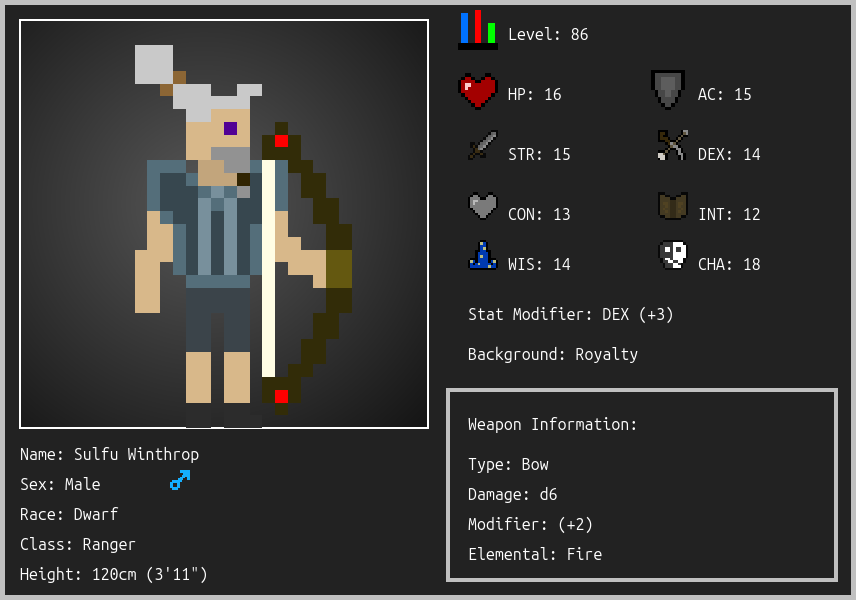 Level: 86
HP: 16
AC: 15
STR: 15
DEX: 14
CON: 13
INT: 12
WIS: 14
CHA: 18
Stat Modifier: DEX (+3)
Background: Royalty
Weapon Information:
Type: Bow
Damage: d6
Modifier: (+2)
Elemental: Fire
Name: Sulfu Winthrop
Sex: Male
Race: Dwarf
Class: Ranger
Height: 120cm (3'11")